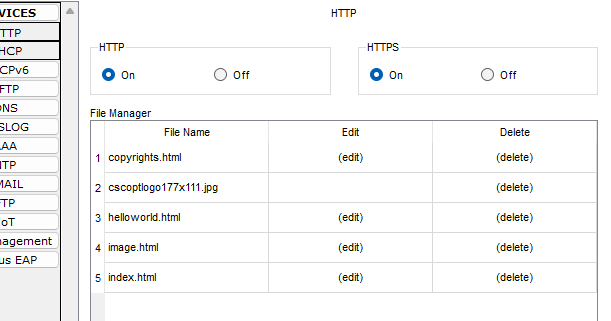 VICES
TTP
HCP
CPv6
FTP
ONS
SLOG
AAA
NTP
MAIL
FTP
IoT
nagement
us EAP
HTTP
HTTP
On Off
HTTPS
On Off
File Manager
File Name Edit Delete
1 copyrights.html (edit) (delete)
2 cscoptlogo177x111.jpg (delete)
3 helloworld.html (edit) (delete)
4 image.html (edit) (delete)
5 index.html (edit) (delete)